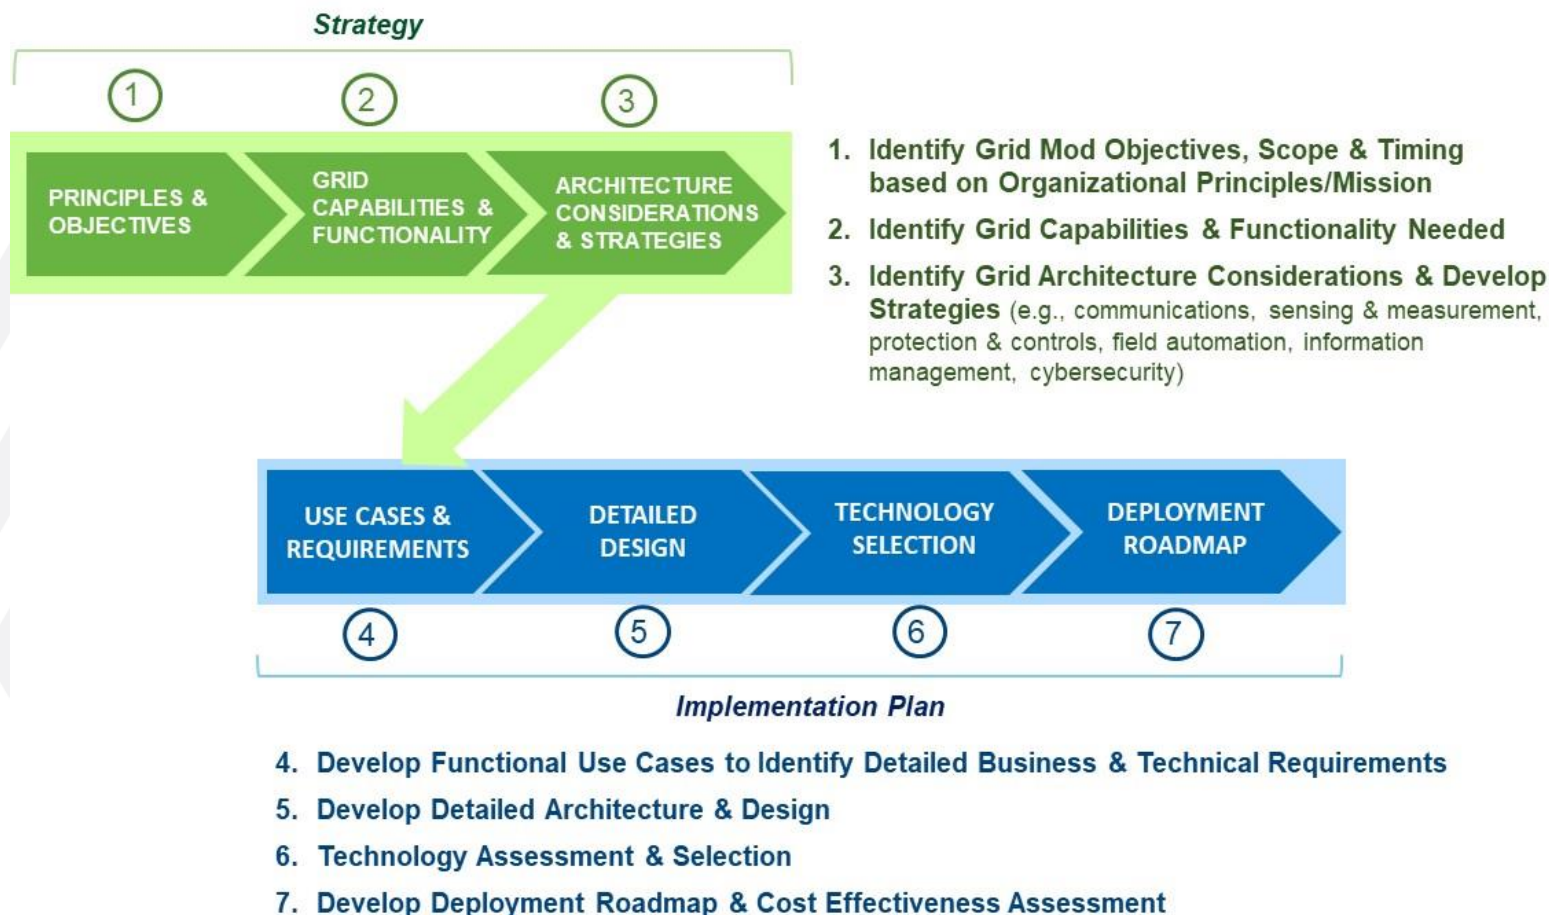 Strategy
1
2
3
PRINCIPLES &
OBJECTIVES
GRID
CAPABILITIES &
FUNCTIONALITY
ARCHITECTURE
CONSIDERATIONS
& STRATEGIES
1. Identify Grid Mod Objectives, Scope & Timing
based on Organizational Principles/Mission
2. Identify Grid Capabilities & Functionality Needed
3. Identify Grid Architecture Considerations & Develop
Strategies (e.g., communications, sensing & measurement,
protection & controls, field automation, information
management, cybersecurity)
USE CASES &
REQUIREMENTS
DETAILED
DESIGN
TECHNOLOGY
SELECTION
DEPLOYMENT
ROADMAP
4
5
6
7
Implementation Plan
4. Develop Functional Use Cases to Identify Detailed Business & Technical Requirements
5. Develop Detailed Architecture & Design
6. Technology Assessment & Selection
7. Develop Deployment Roadmap & Cost Effectiveness Assessment